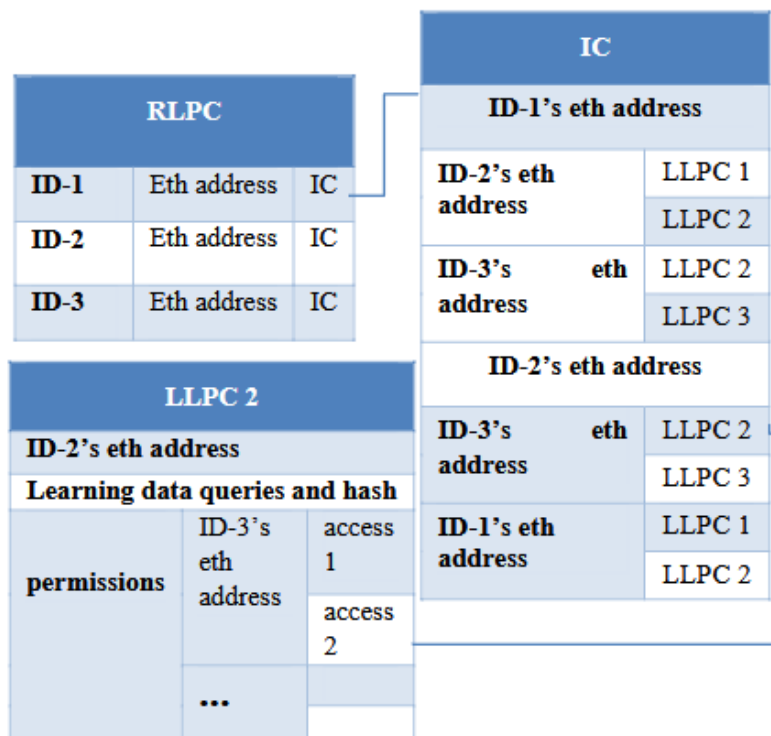 RLPC
ID-1 Eth address IC
ID-2 Eth address IC
ID-3 Eth address IC
IC
ID-1's eth address
ID-2's eth address LLPC 1
LLPC 2
ID-3's eth address LLPC 2
LLPC 3
ID-2's eth address
ID-3's eth address LLPC 2
LLPC 3
ID-1's eth address LLPC 1
LLPC 2
LLPC 2
ID-2's eth address
Learning data queries and hash
permissions
ID-3's
eth
address
access
1
access
2
...